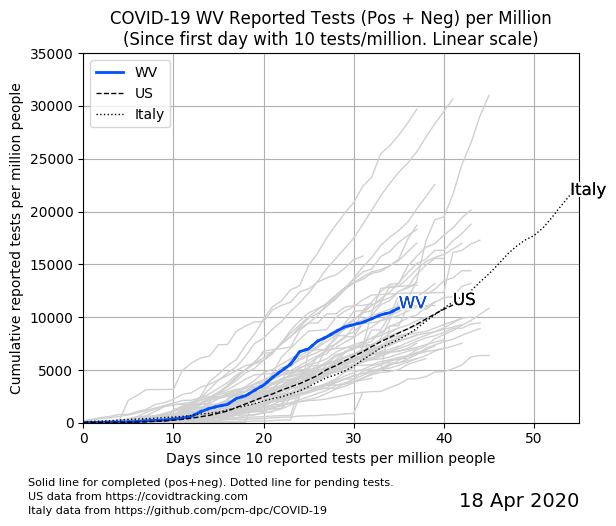 COVID-19 WV Reported Tests (Pos + Neg) per Million
(Since first day with 10 tests/million. Linear scale)
Cumulative reported tests per million people
35000
30000
25000
20000
15000
10000
5000
0
WV
US
Italy
Italy
WV
US
0 10 20 30 40 50
Days since 10 reported tests per million people
Solid line for completed (pos+neg). Dotted line for pending tests.
US data from https://covidtracking.com
Italy data from https://github.com/pcm-dpc/COVID-19
18 Apr 2020